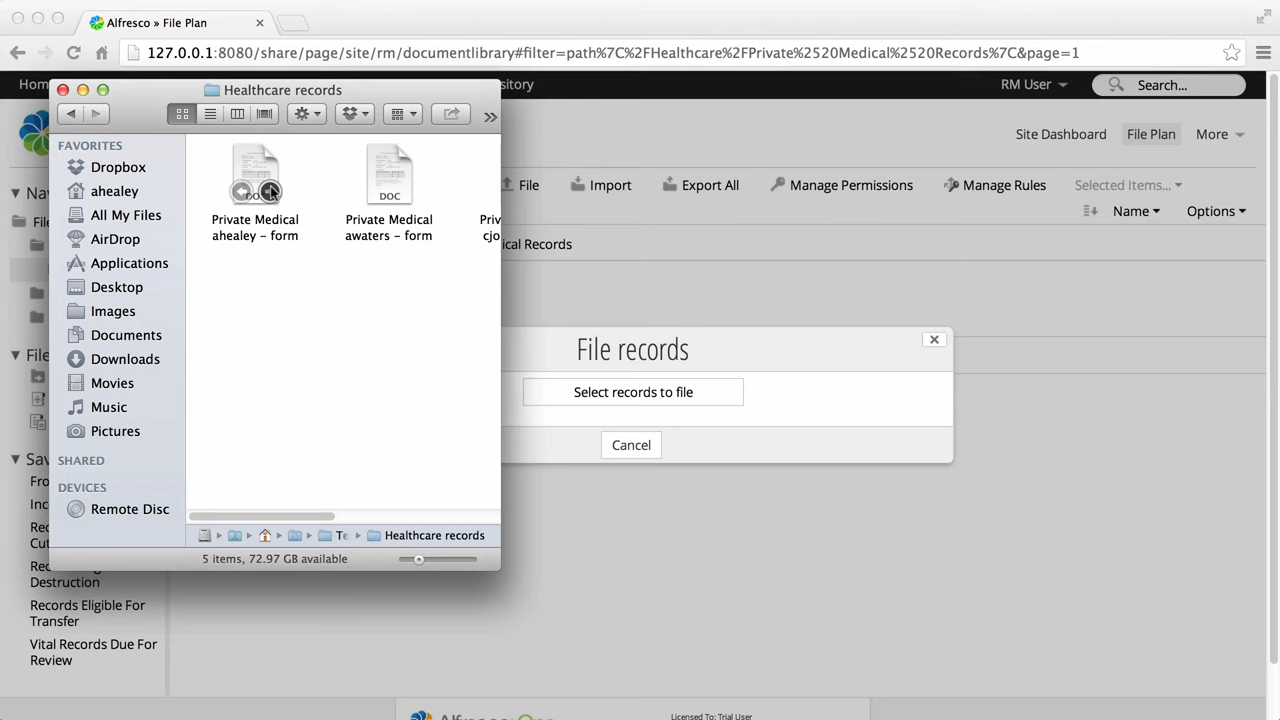 Alfresco » File Plan
127.0.0.1:8080/share/page/site/rm/documentlibrary#filter=path%7C%2FHealthcare%2FPrivate%2520Medical%2520Records%7C&page=1
RM User
Search...
Healthcare records
Site Dashboard
File Plan
More
FAVORITES
Dropbox
ahealey
All My Files
AirDrop
Applications
Desktop
Images
Documents
Downloads
Movies
Music
Pictures
SHARED
DEVICES
Remote Disc
DOC
Private Medical
ahealey – form
Private Medical
awaters – form
File
Import
Export All
Manage Permissions
Manage Rules
Selected Items...
Name
Options
File records
Select records to file
Cancel
Healthcare records
5 items, 72.97 GB available
Records Eligible For
Transfer
Vital Records Due For
Review
Destruction
Licensed To: Trial User